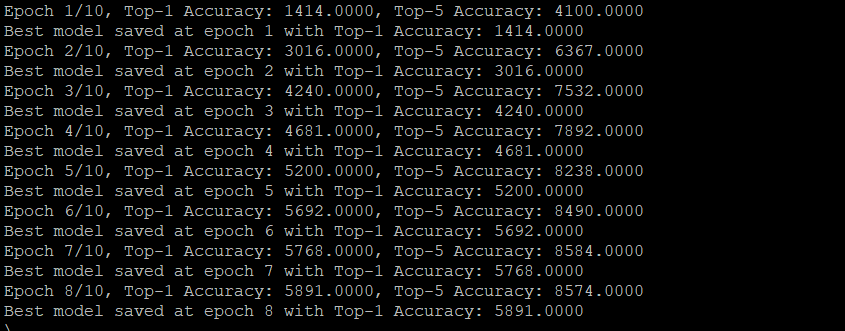 Epoch 1/10, Top-1 Accuracy: 1414.0000, Top-5 Accuracy: 4100.0000
Best model saved at epoch 1 with Top-1 Accuracy: 1414.0000
Epoch 2/10, Top-1 Accuracy: 3016.0000, Top-5 Accuracy: 6367.0000
Best model saved at epoch 2 with Top-1 Accuracy: 3016.0000
Epoch 3/10, Top-1 Accuracy: 4240.0000, Top-5 Accuracy: 7532.0000
Best model saved at epoch 3 with Top-1 Accuracy: 4240.0000
Epoch 4/10, Top-1 Accuracy: 4681.0000, Top-5 Accuracy: 7892.0000
Best model saved at epoch 4 with Top-1 Accuracy: 4681.0000
Epoch 5/10, Top-1 Accuracy: 5200.0000, Top-5 Accuracy: 8238.0000
Best model saved at epoch 5 with Top-1 Accuracy: 5200.0000
Epoch 6/10, Top-1 Accuracy: 5692.0000, Top-5 Accuracy: 8490.0000
Best model saved at epoch 6 with Top-1 Accuracy: 5692.0000
Epoch 7/10, Top-1 Accuracy: 5768.0000, Top-5 Accuracy: 8584.0000
Best model saved at epoch 7 with Top-1 Accuracy: 5768.0000
Epoch 8/10, Top-1 Accuracy: 5891.0000, Top-5 Accuracy: 8574.0000
Best model saved at epoch 8 with Top-1 Accuracy: 5891.0000
\